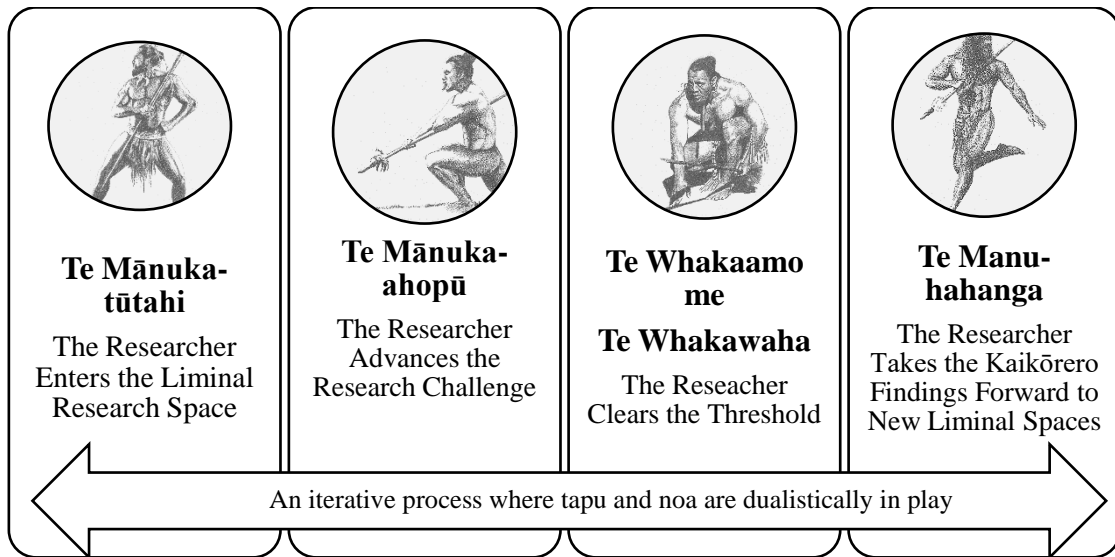 Te Mānuka-
tūtahi
The Researcher
Enters the Liminal
Research Space
Te Mānuka-
ahopū
The Researcher
Advances the
Research Challenge
Te Whakaamo
me
Te Whakawaha
The Reseacher
Clears the Threshold
Te Manu-
hahanga
The Researcher
Takes the Kaikōrero
Findings Forward to
New Liminal Spaces
An iterative process where tapu and noa are dualistically in play